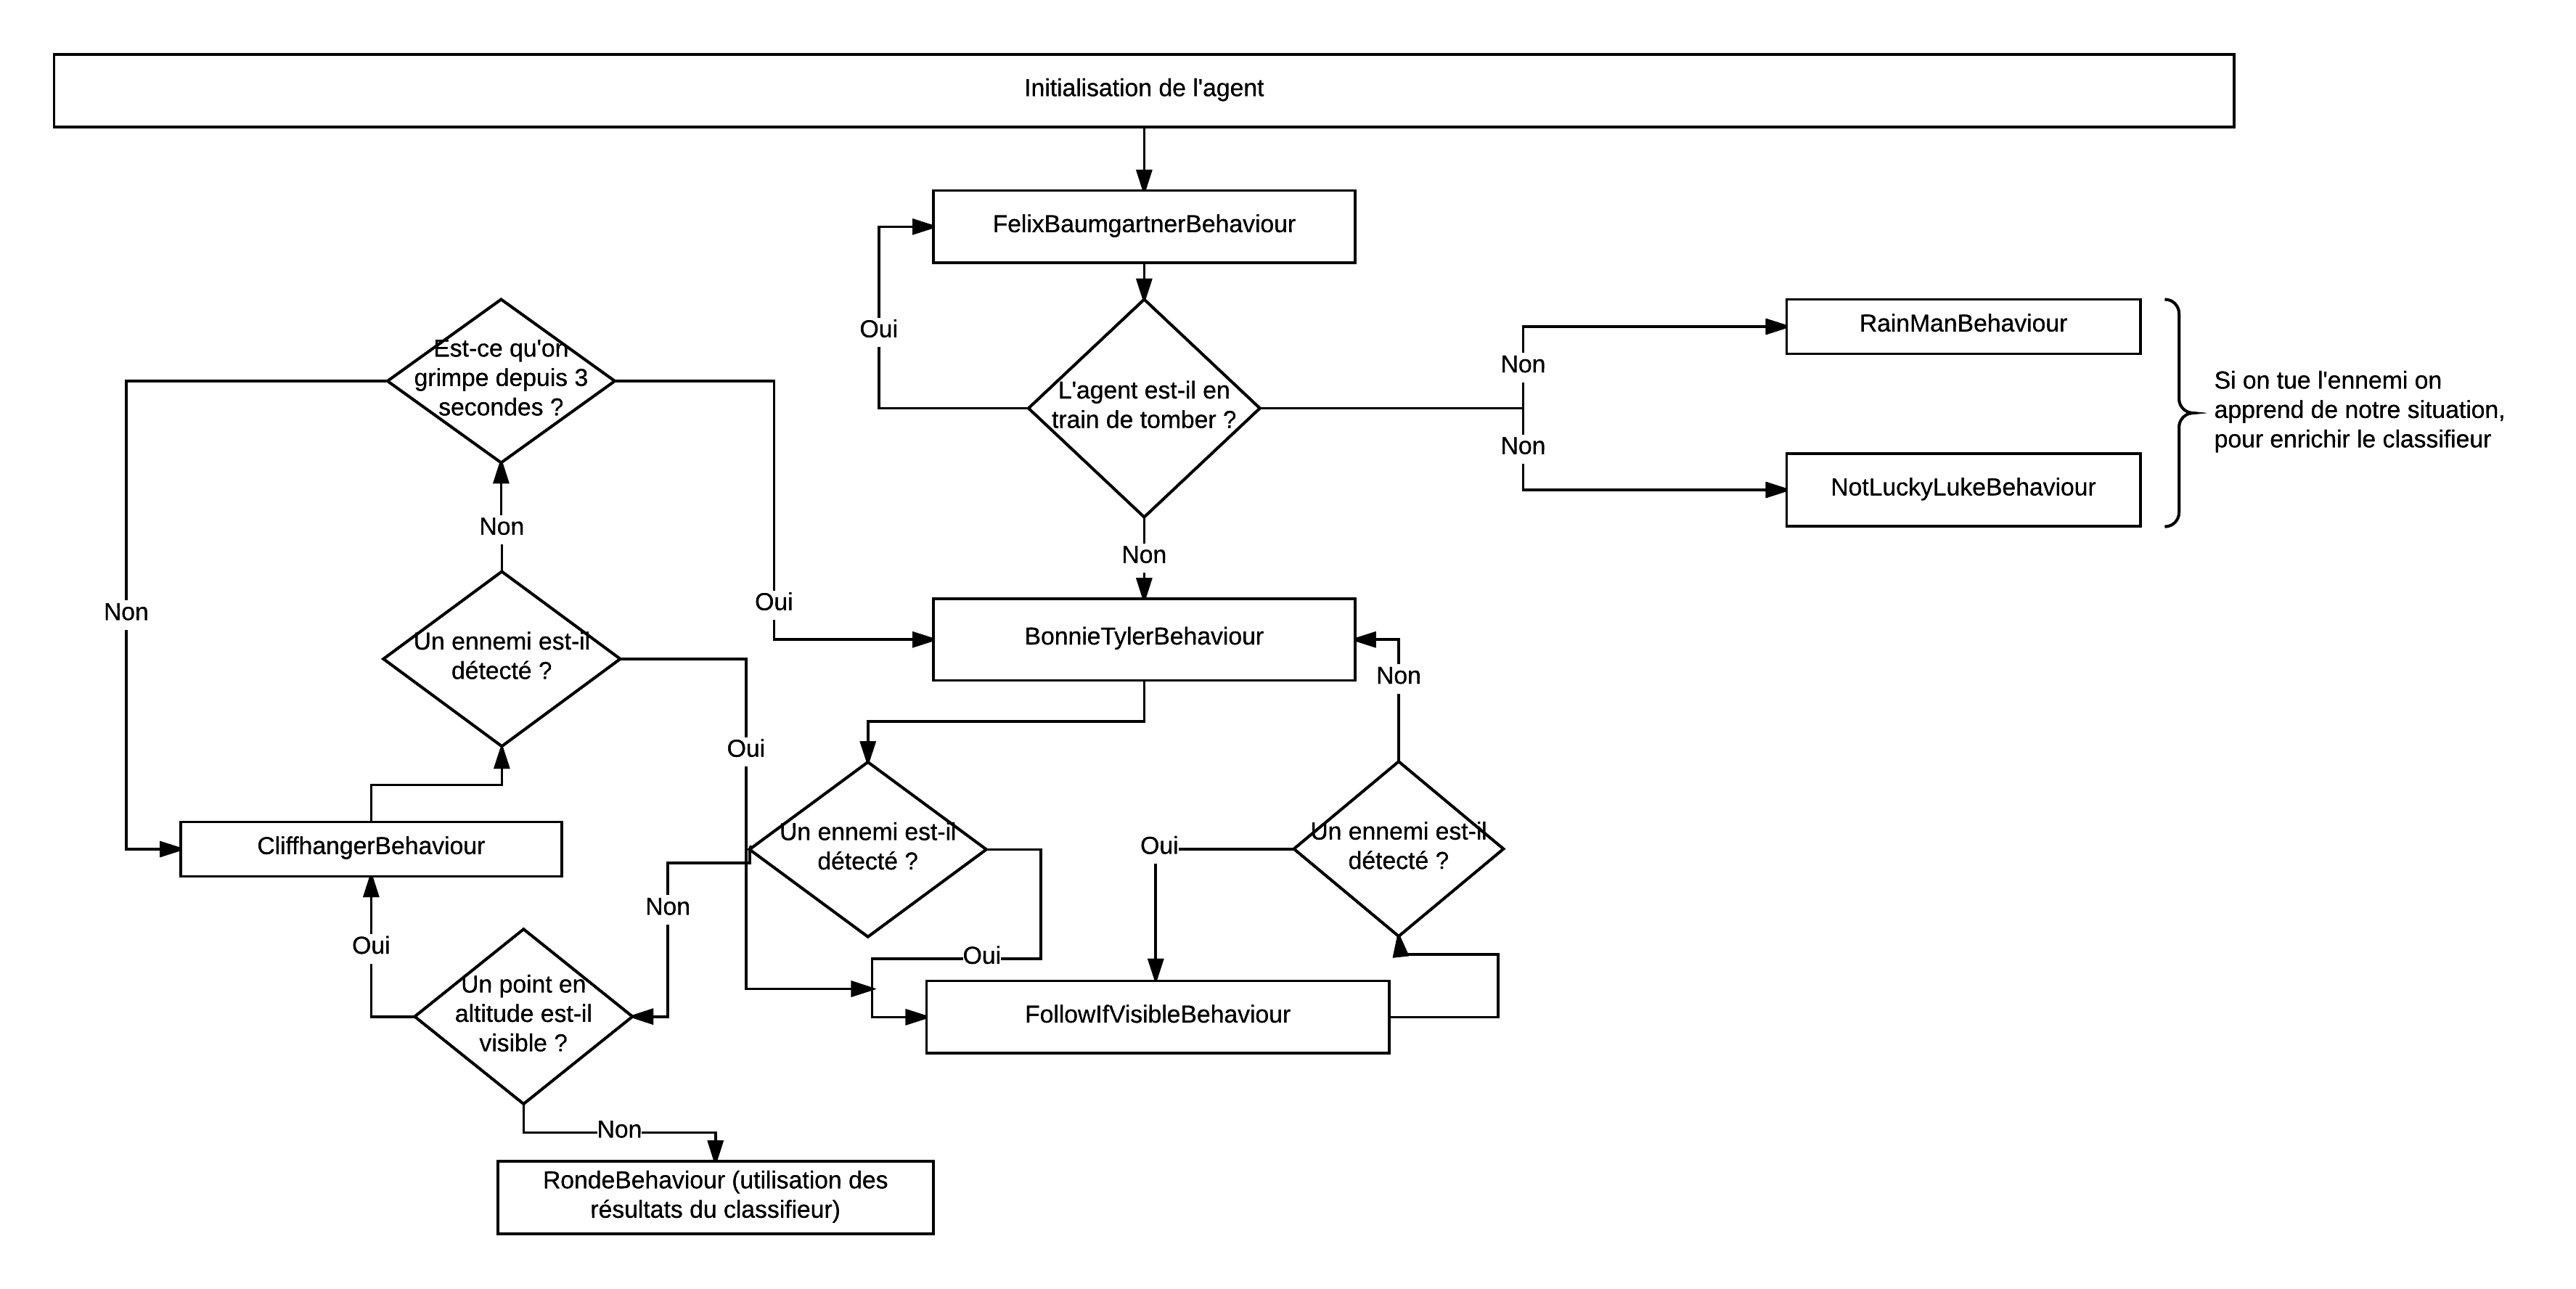 Initialisation de l'agent
FelixBaumgartnerBehaviour
Oui
L'agent est-il en
train de tomber ?
Non
Non
RainManBehaviour
NotLuckyLukeBehaviour
Si on tue l'ennemi on
apprend de notre situation,
pour enrichir le classifieur
Non
Est-ce qu'on
grimpe depuis 3
secondes ?
Non
Non
Oui
Un ennemi est-il
détecté ?
Oui
BonnieTylerBehaviour
Non
CliffhangerBehaviour
Un ennemi est-il
détecté ?
Oui
Un ennemi est-il
détecté ?
Non
Oui
Oui
Un point en
altitude est-il
visible ?
FollowIfVisibleBehaviour
Non
RondeBehaviour (utilisation des
résultats du classifieur)